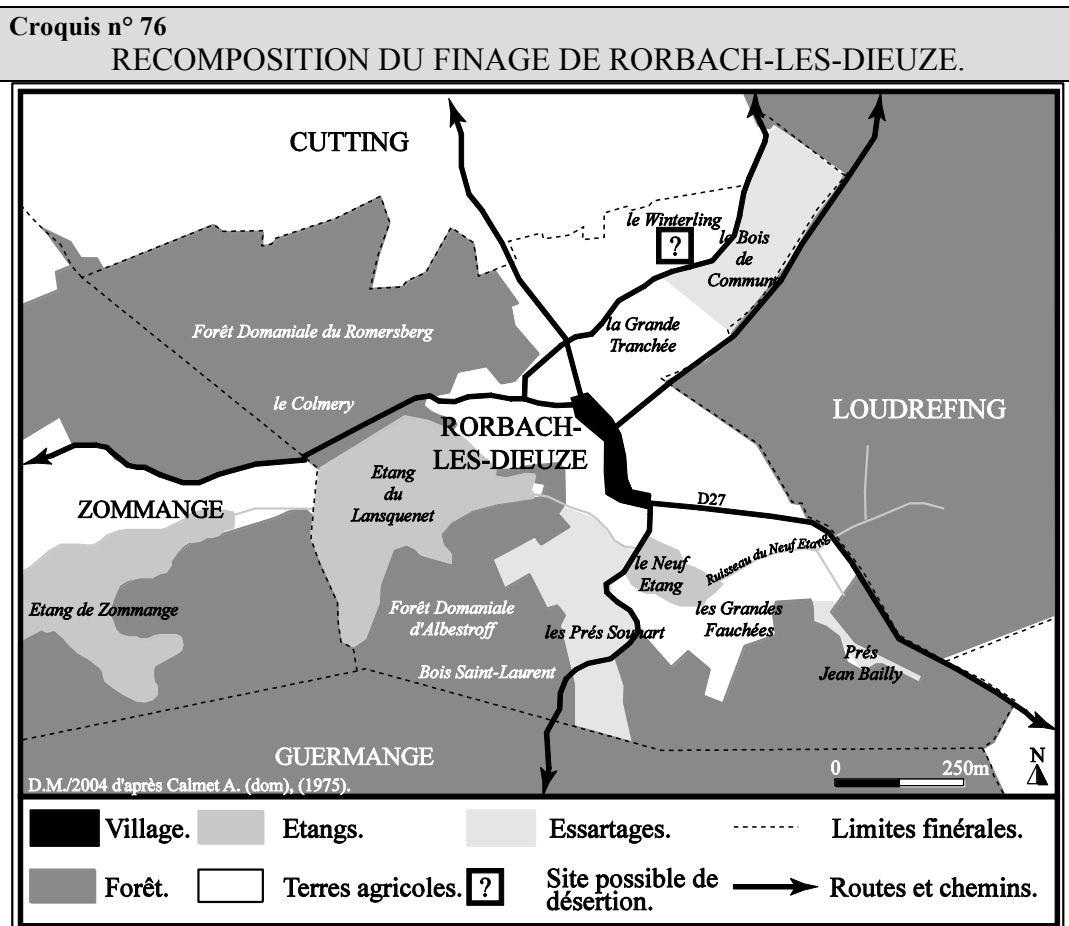 Croquis n° 76
RECOMPOSITION DU FINAGE DE RORBACH-LES-DIEUZE.
CUTTING
le Winterling
?
le Bois
de
Commun
Forêt Domaniale du Romersberg
la Grande
Tranchée
le Colmery
LOUDREFING
RORBACH-
LES-DIEUZE
Etang
du
Lansquenet
ZOMMANGE
D27
Ruisseau du Neuf Etang
le Neuf
Etang
Etang de Zommange
Forêt Domaniale
d'Albestroff
les Grandes
Fauchées
les Prés Souhart
Prés
Jean Bailly
Bois Saint-Laurent
GUERMANGE
N
0 250m
D.M./2004 d'après Calmet A. (dom), (1975).
Village.
Etangs.
Essartages.
Limites finérales.
Forêt.
Terres agricoles.
?
Site possible de
désertion.
Routes et chemins.